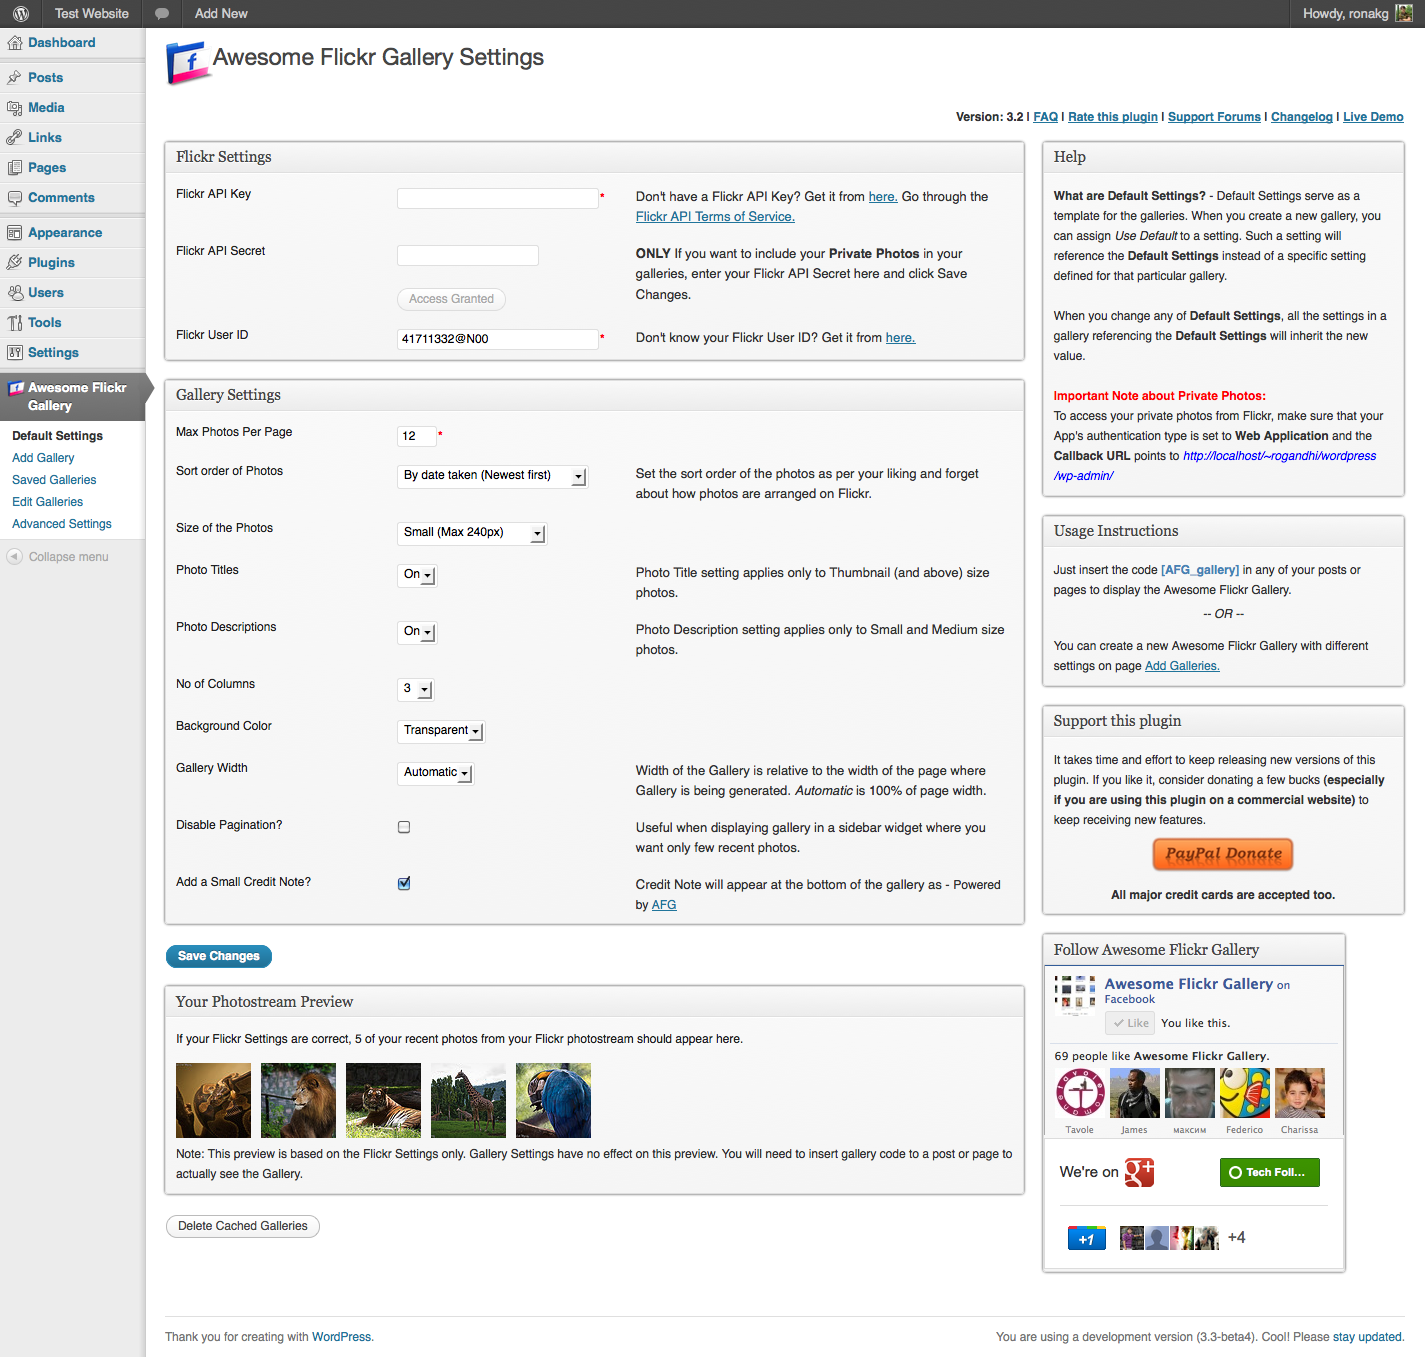 Test Website
Add New
Howdy, ronakg
Dashboard
Posts
Media
Links
Pages
Comments
Appearance
Plugins
Users
Tools
Settings
Awesome Flickr
Gallery
Default Settings
Add Gallery
Saved Galleries
Edit Galleries
Advanced Settings
Collapse menu
Awesome Flickr Gallery Settings
Version: 3.2 | FAQ | Rate this plugin | Support Forums | Changelog | Live Demo
Flickr Settings
Flickr API Key
*
Don't have a Flickr API Key? Get it from here. Go through the
Flickr API Terms of Service.
Flickr API Secret
ONLY If you want to include your Private Photos in your
galleries, enter your Flickr API Secret here and click Save
Changes.
Access Granted
Flickr User ID
41711332@N00 *
Don't know your Flickr User ID? Get it from here.
Gallery Settings
Max Photos Per Page
12 *
Sort order of Photos
By date taken (Newest first)
Set the sort order of the photos as per your liking and forget
about how photos are arranged on Flickr.
Size of the Photos
Small (Max 240px)
Photo Titles
On
Photo Title setting applies only to Thumbnail (and above) size
photos.
Photo Descriptions
On
Photo Description setting applies only to Small and Medium size
photos.
No of Columns
3
Background Color
Transparent
Gallery Width
Automatic
Width of the Gallery is relative to the width of the page where
Gallery is being generated. Automatic is 100% of page width.
Disable Pagination?
Useful when displaying gallery in a sidebar widget where you
want only few recent photos.
Add a Small Credit Note?
Credit Note will appear at the bottom of the gallery as - Powered
by AFG
Save Changes
Your Photostream Preview
If your Flickr Settings are correct, 5 of your recent photos from your Flickr photostream should appear here.
Note: This preview is based on the Flickr Settings only. Gallery Settings have no effect on this preview. You will need to insert gallery code to a post or page to
actually see the Gallery.
Delete Cached Galleries
Help
What are Default Settings? - Default Settings serve as a
template for the galleries. When you create a new gallery, you
can assign Use Default to a setting. Such a setting will
reference the Default Settings instead of a specific setting
defined for that particular gallery.
When you change any of Default Settings, all the settings in a
gallery referencing the Default Settings will inherit the new
value.
Important Note about Private Photos:
To access your private photos from Flickr, make sure that your
App's authentication type is set to Web Application and the
Callback URL points to http://localhost/~rogandhi/wordpress
/wp-admin/
Usage Instructions
Just insert the code [AFG_gallery] in any of your posts or
pages to display the Awesome Flickr Gallery.
-- OR --
You can create a new Awesome Flickr Gallery with different
settings on page Add Galleries.
Support this plugin
It takes time and effort to keep releasing new versions of this
plugin. If you like it, consider donating a few bucks (especially
if you are using this plugin on a commercial website) to
keep receiving new features.
PayPal Donate
All major credit cards are accepted too.
Follow Awesome Flickr Gallery
Awesome Flickr Gallery on
Facebook
Like You like this.
69 people like Awesome Flickr Gallery.
Tavole James максим Federico Charissa
We're on g+
Tech Foll...
+1
+4
Thank you for creating with WordPress.
You are using a development version (3.3-beta4). Cool! Please stay updated.